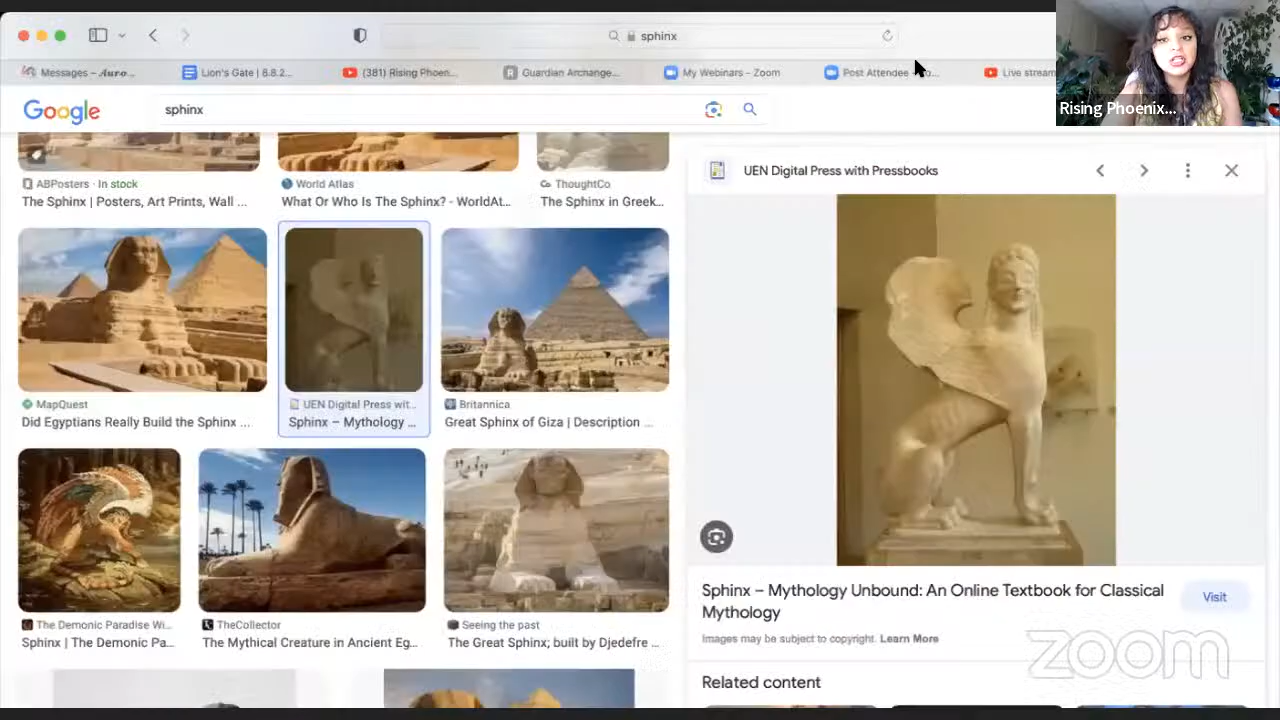 sphinx
Messages – Auro...
Lion's Gate | 8.8.2...
(381) Rising Phoen...
Guardian Archange...
My Webinars - Zoom
Post Attendee
Live stream
Rising Phoenix...
Google
sphinx
ABPosters · In stock
The Sphinx | Posters, Art Prints, Wall ...
World Atlas
What Or Who Is The Sphinx? - WorldAt...
ThoughtCo
The Sphinx in Greek...
UEN Digital Press with Pressbooks
MapQuest
Did Egyptians Really Build the Sphinx ...
UEN Digital Press wit...
Sphinx – Mythology ...
Britannica
Great Sphinx of Giza | Description ...
The Demonic Paradise Wi...
Sphinx | The Demonic Pa...
TheCollector
The Mythical Creature in Ancient Eg...
Seeing the past
The Great Sphinx; built by Djedefre ...
Sphinx – Mythology Unbound: An Online Textbook for Classical
Mythology
Visit
Images may be subject to copyright. Learn More
Related content
zoom